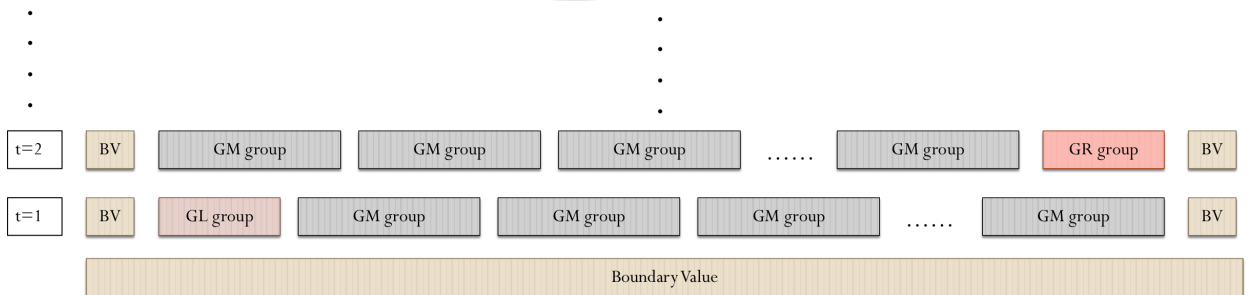 t=2 BV GM group GM group GM group ...... GM group GR group BV
t=1 BV GL group GM group GM group GM group ...... GM group BV
Boundary Value